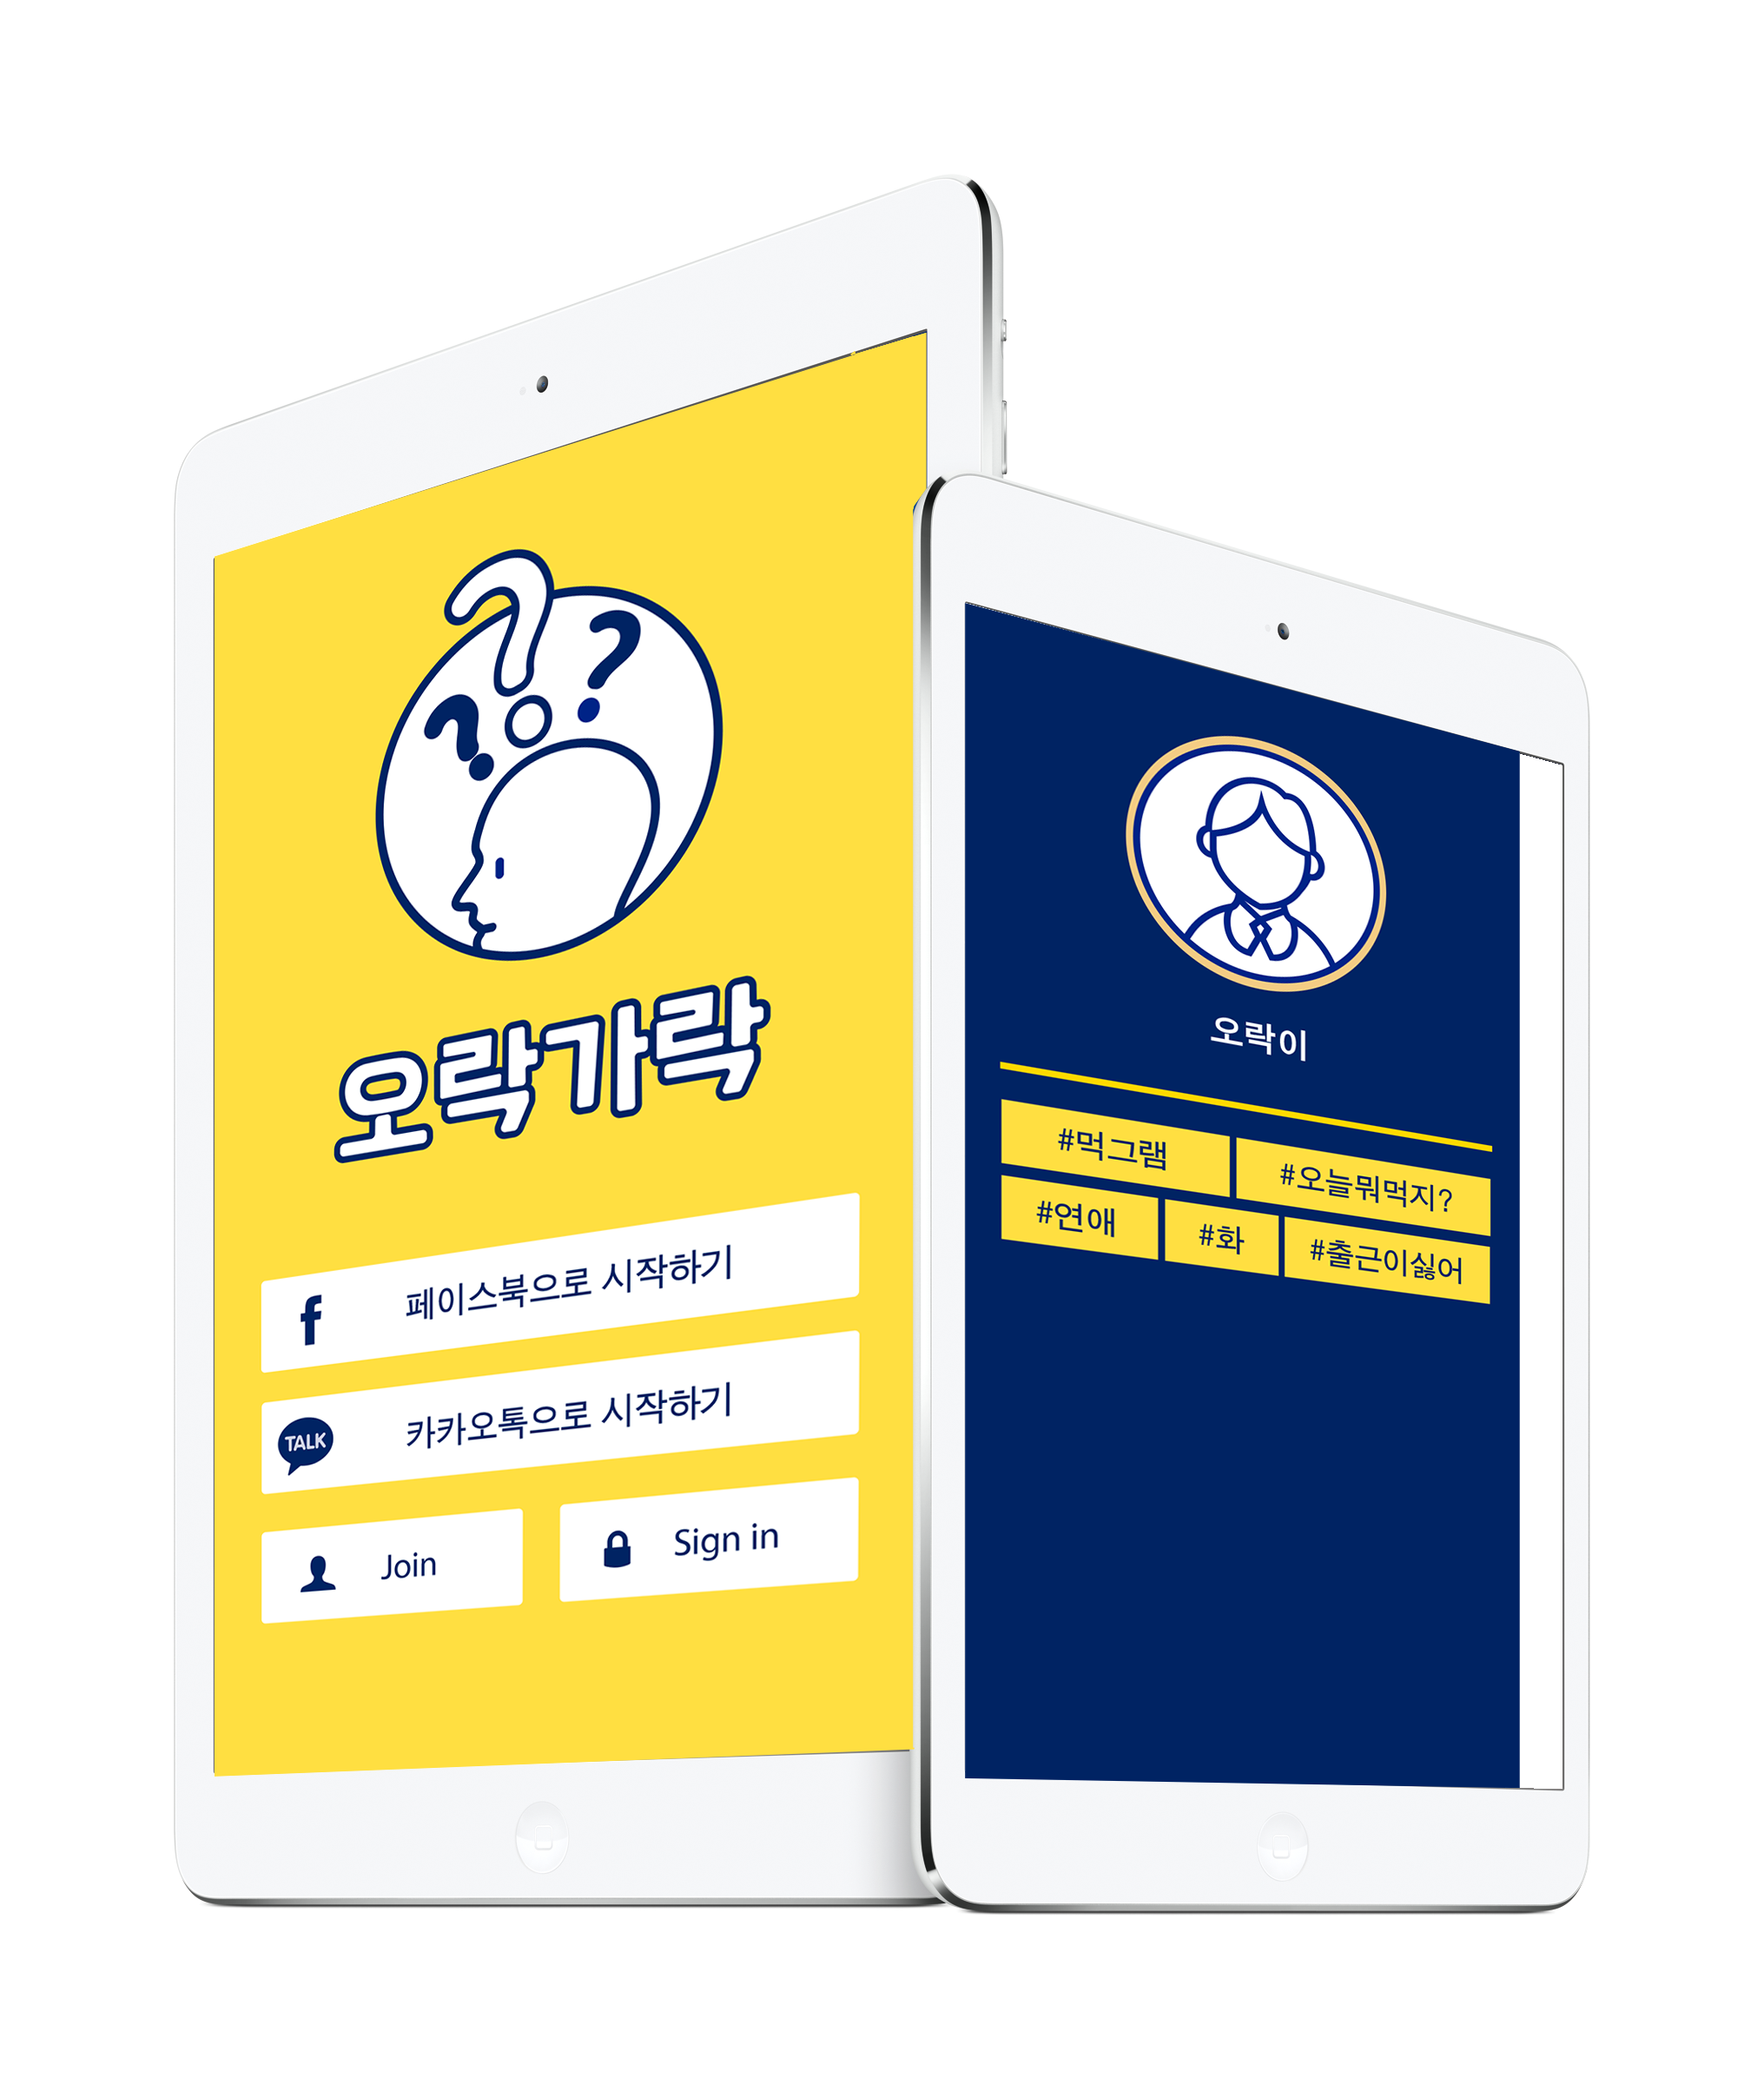 ? ? ?
오락가락
f 페이스북으로 시작하기
TALK 카카오톡으로 시작하기
Join Sign in
오락이
#먹그램 #오늘뭐먹지?
#연애 #화 #출근이싫어